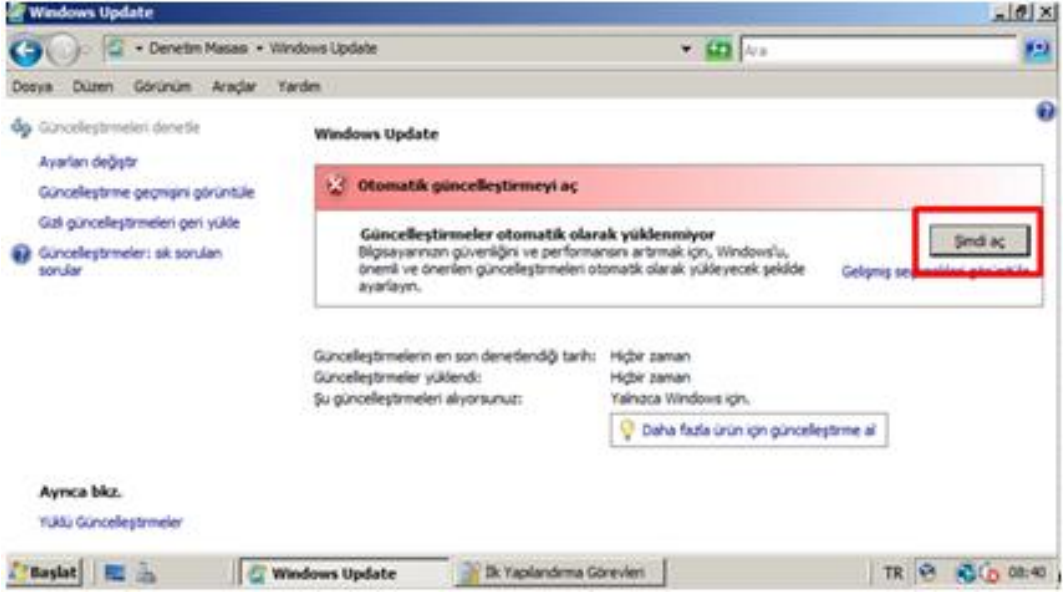 Windows Update
Denetim Masası Windows Update
Ara
Dosya Düzen Görünüm Araçlar Yardım
Güncelleştirmeleri denetle
Ayarları değiştir
Güncelleştirme geçmişini görüntüle
Gizli güncelleştirmeleri geri yükle
Güncelleştirmeler: sık sorulan
sorular
Windows Update
Otomatik güncelleştirmeyi aç
Güncelleştirmeler otomatik olarak yüklenmiyor
Bilgisayarınızın güvenliğini ve performansını artırmak için, Windows'u,
önemli ve önerilen güncelleştirmeleri otomatik olarak yükleyecek şekilde
ayarlayın.
Şimdi aç
Gelişmiş seçenekleri görüntüle
Güncelleştirmelerin en son denetlendiği tarih: Hiçbir zaman
Güncelleştirmeler yüklendi: Hiçbir zaman
Şu güncelleştirmeleri alıyorsunuz: Yalnızca Windows için.
Daha fazla ürün için güncelleştirme al
Ayrıca bkz.
Yüklü Güncelleştirmeler
Başlat Windows Update İlk Yapılandırma Görevleri TR 08:40